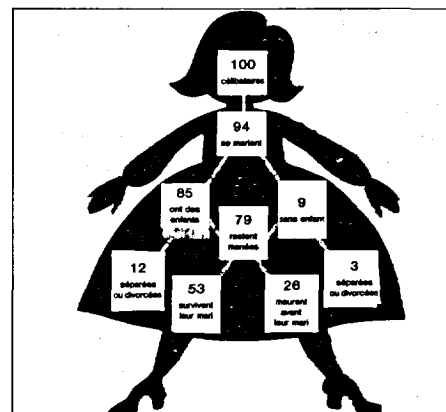 100
célibataires
94
se marient
85
ont des
enfants
9
sans enfant
79
restent
mariées
12
séparées
ou divorcées
53
survivent
leur mari
26
meurent
avant
leur mari
3
séparées
ou divorcées